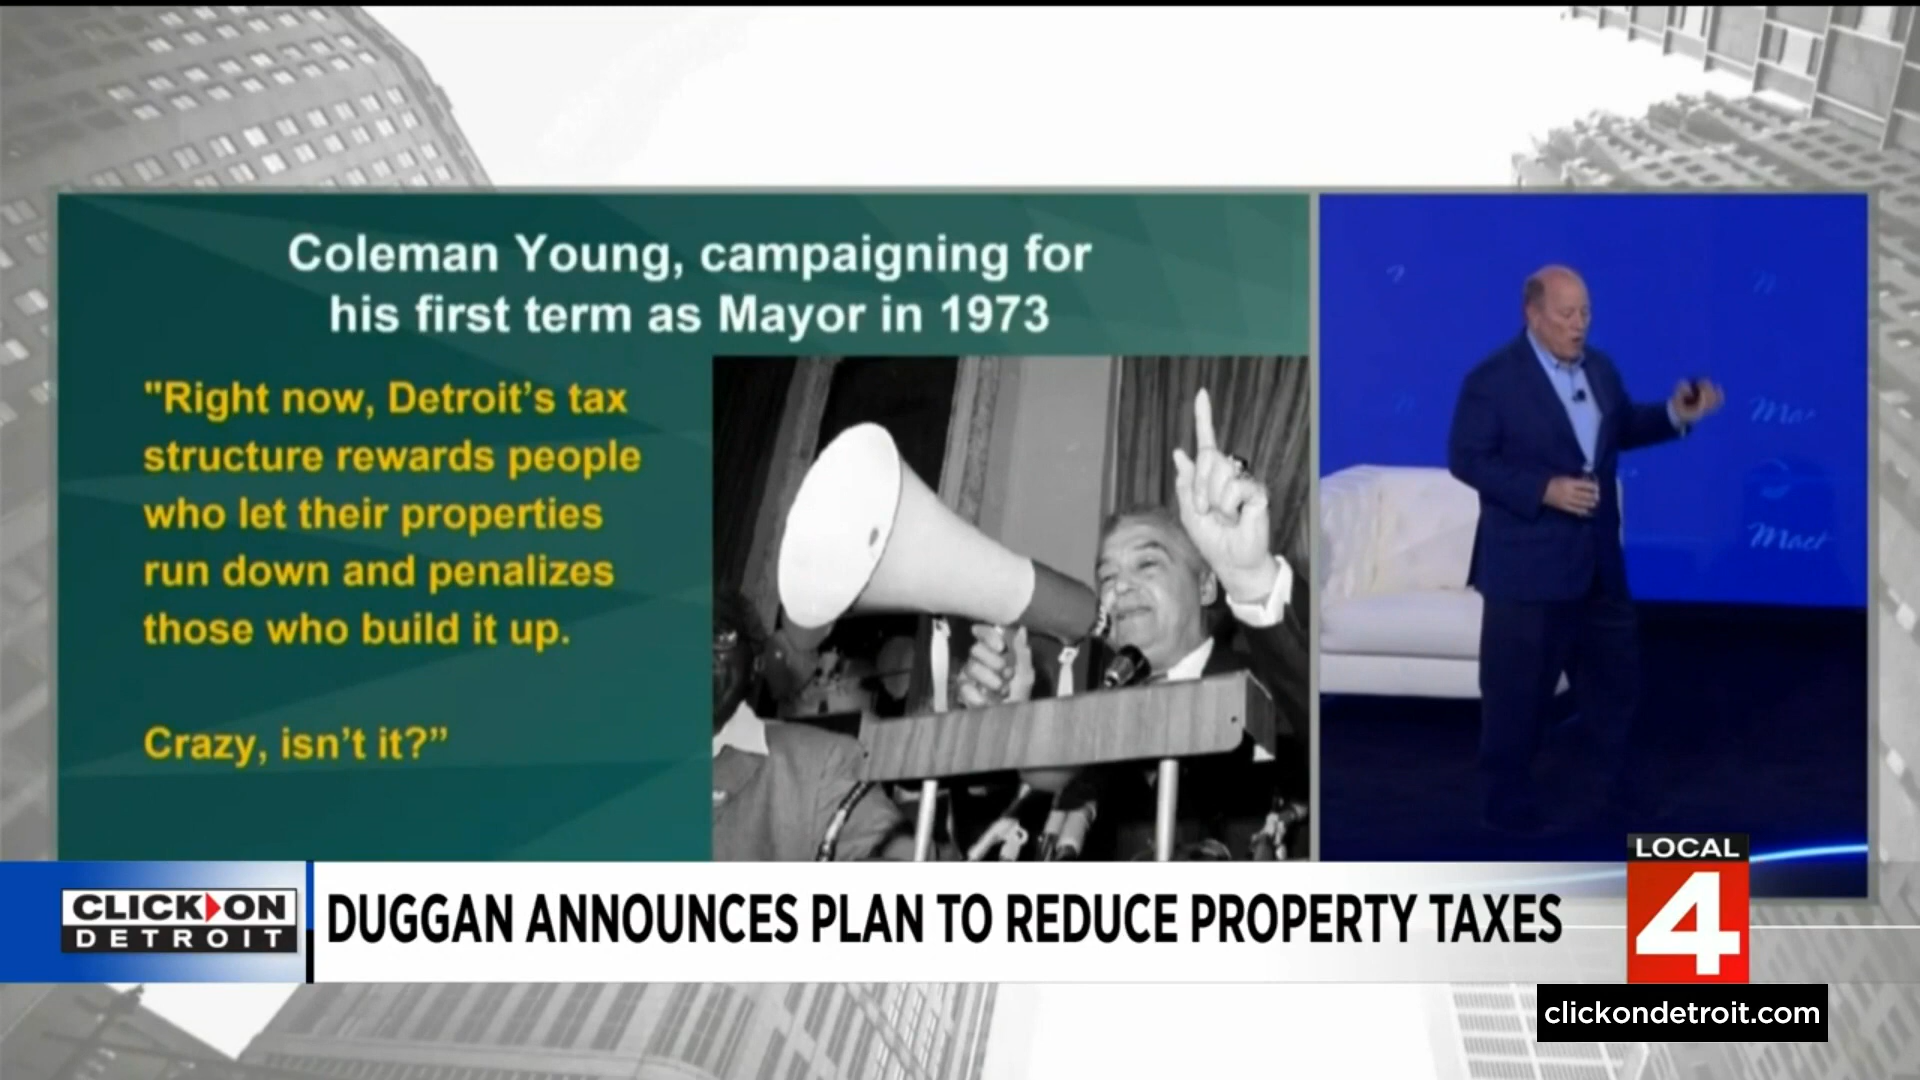 Coleman Young, campaigning for
his first term as Mayor in 1973
"Right now, Detroit’s tax
structure rewards people
who let their properties
run down and penalizes
those who build it up.
Crazy, isn’t it?”
LOCAL
4
CLICK ON
DETROIT
DUGGAN ANNOUNCES PLAN TO REDUCE PROPERTY TAXES
clickondetroit.com